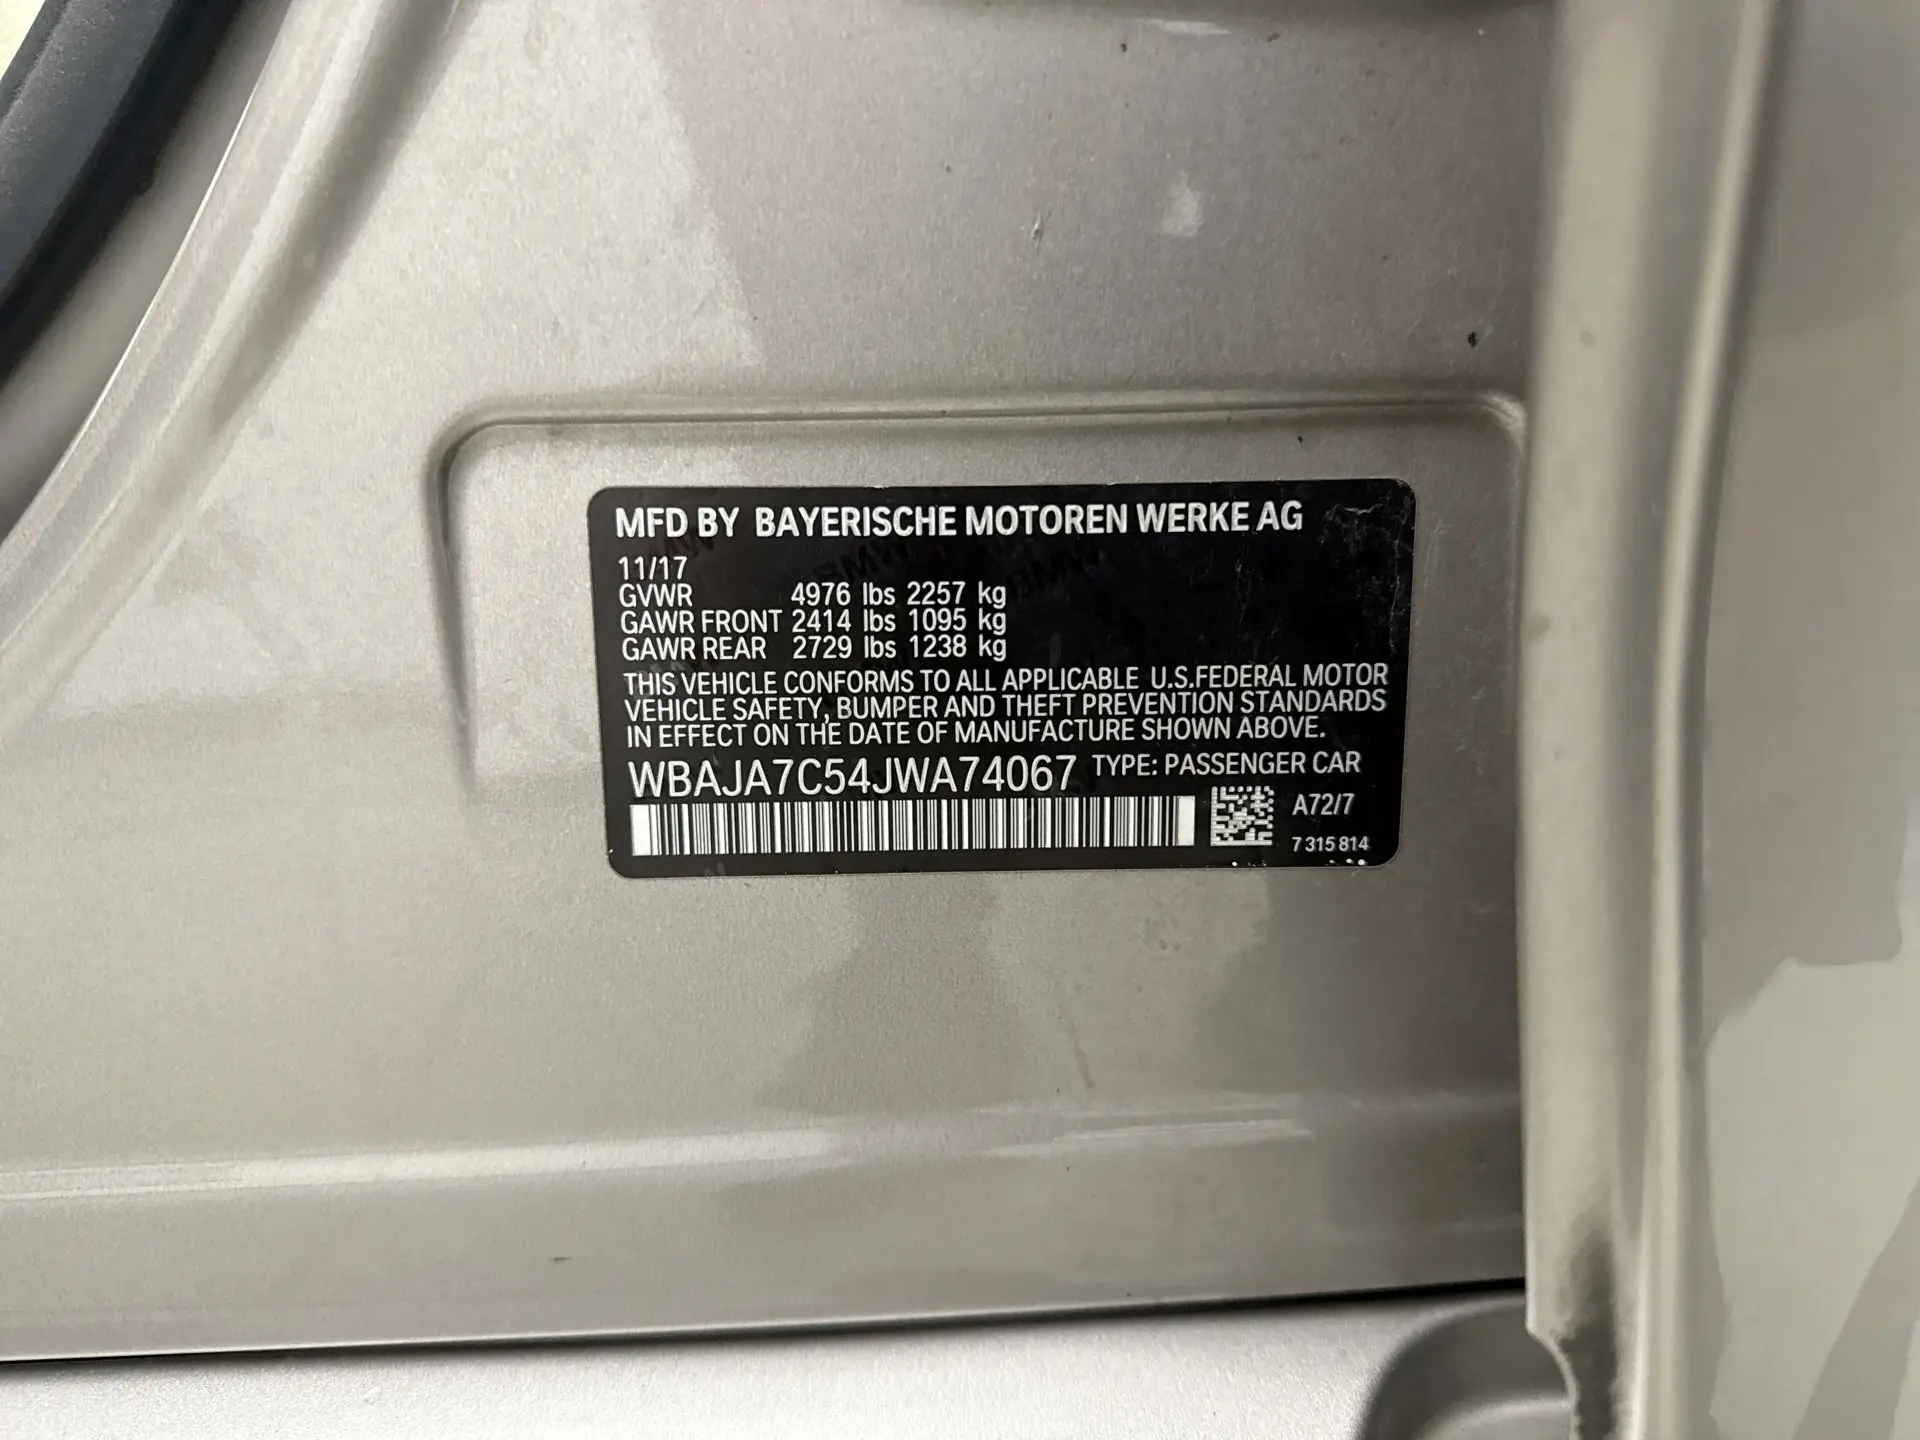 MFD BY BAYERISCHE MOTOREN WERKE AG
11/17
GVWR 4976 lbs 2257 kg
GAWR FRONT 2414 lbs 1095 kg
GAWR REAR 2729 lbs 1238 kg
THIS VEHICLE CONFORMS TO ALL APPLICABLE U.S.FEDERAL MOTOR
VEHICLE SAFETY, BUMPER AND THEFT PREVENTION STANDARDS
IN EFFECT ON THE DATE OF MANUFACTURE SHOWN ABOVE.
WBAJA7C54JWA74067 TYPE: PASSENGER CAR
A72/7
7 315 814